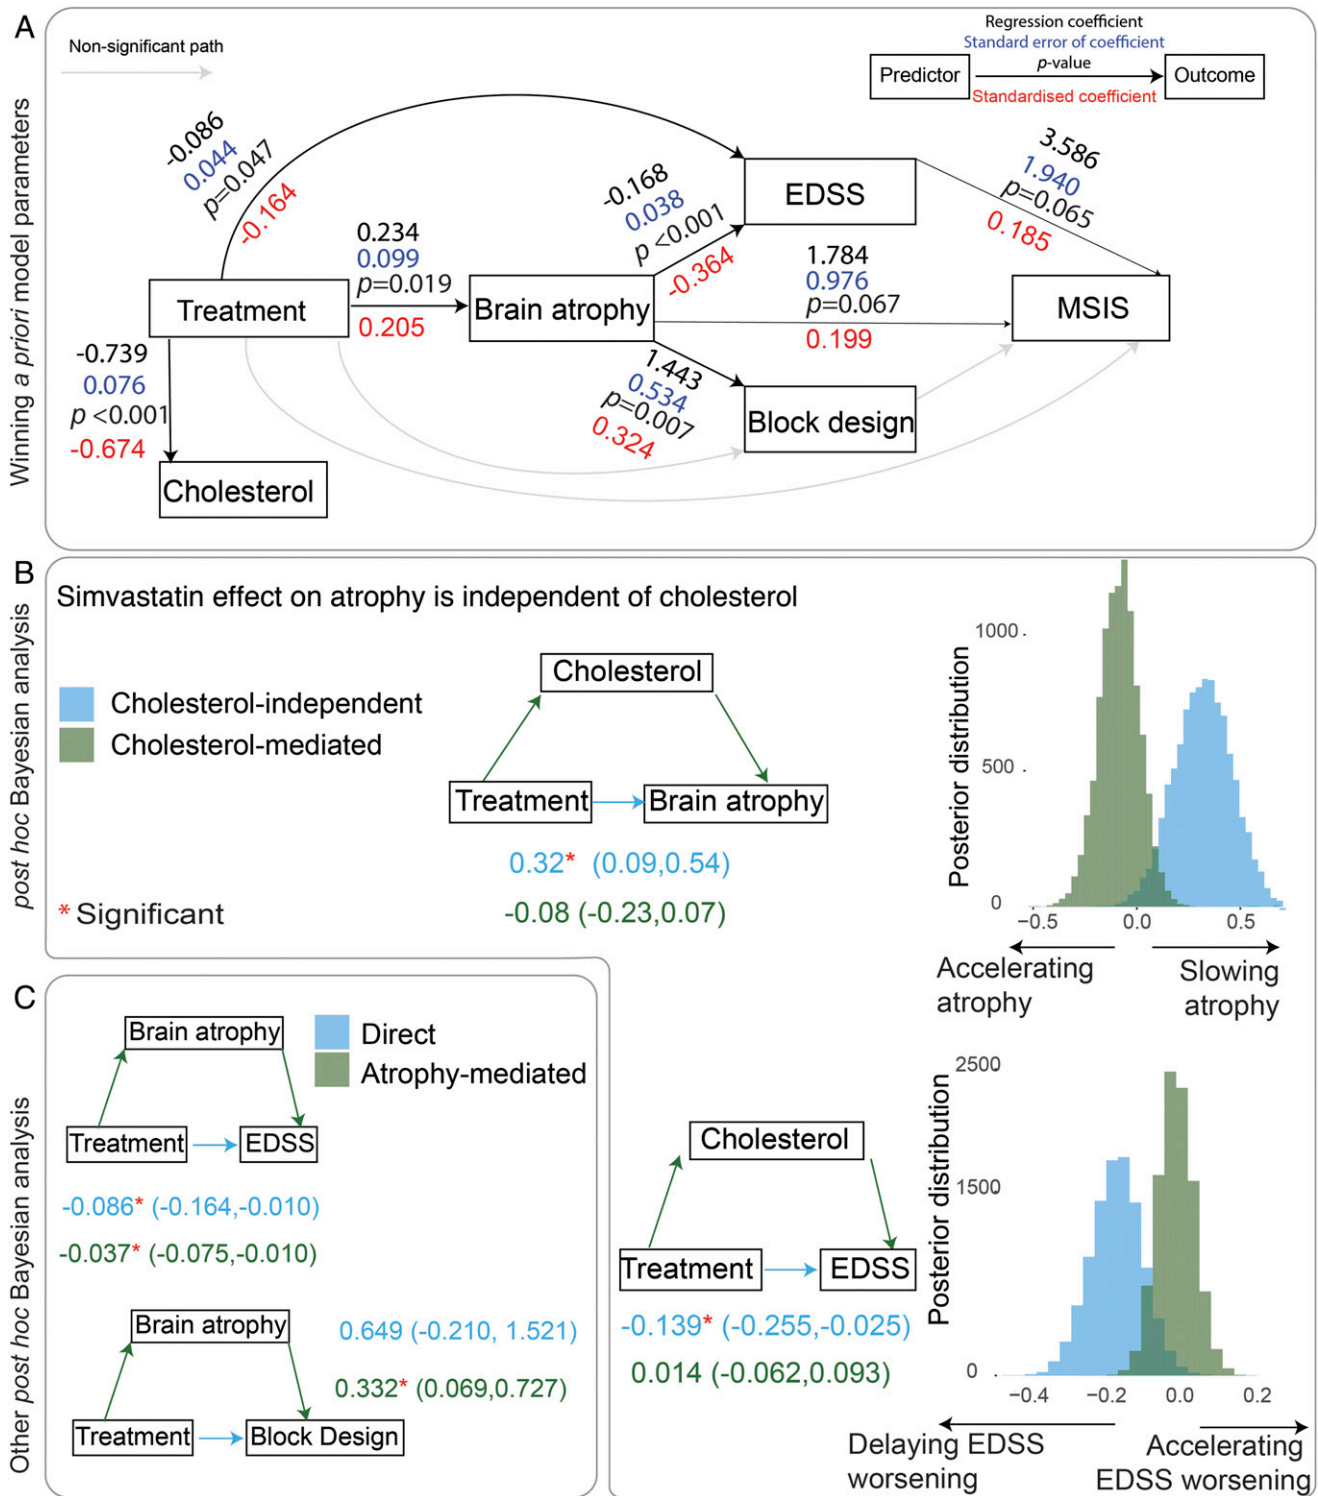 A
Winning a priori model parameters
Non-significant path
Regression coefficient
Standard error of coefficient
p-value
Predictor
Outcome
Standardised coefficient
-0.086
0.044
p=0.047
-0.164
-0.168
0.038
p <0.001
-0.364
EDSS
3.586
1.940
p=0.065
0.185
0.234
0.099
p=0.019
0.205
1.784
0.976
p=0.067
0.199
Treatment
Brain atrophy
MSIS
-0.739
0.076
p <0.001
-0.674
1.443
0.534
p=0.007
0.324
Block design
Cholesterol
B
post hoc Bayesian analysis
Simvastatin effect on atrophy is independent of cholesterol
Cholesterol-independent
Cholesterol-mediated
Cholesterol
Treatment
Brain atrophy
0.32* (0.09,0.54)
-0.08 (-0.23,0.07)
* Significant
Posterior distribution
1000
500
0
−0.5 0.0 0.5
Accelerating
atrophy
Slowing
atrophy
C
Other post hoc Bayesian analysis
Brain atrophy
Direct
Atrophy-mediated
Treatment
EDSS
-0.086* (-0.164,-0.010)
-0.037* (-0.075,-0.010)
Brain atrophy
0.649 (-0.210, 1.521)
0.332* (0.069,0.727)
Treatment
Block Design
Cholesterol
Treatment
EDSS
-0.139* (-0.255,-0.025)
0.014 (-0.062,0.093)
Posterior distribution
2500
1500
0
−0.4 −0.2 0.0 0.2
Delaying EDSS
worsening
Accelerating
EDSS worsening